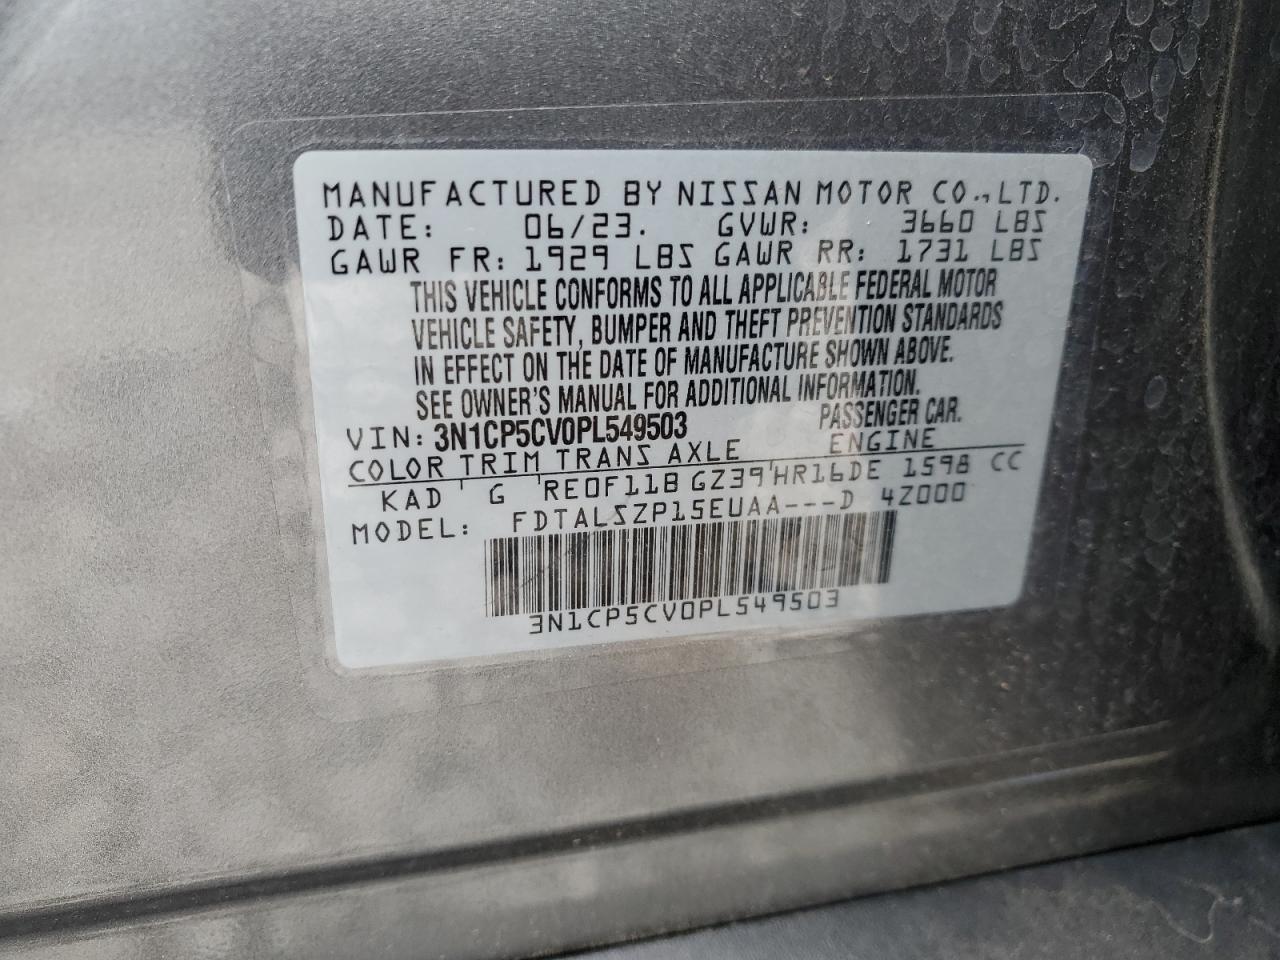 MANUFACTURED BY NISSAN MOTOR CO.,LTD.
DATE: 06/23. GVWR: 3660 LBS
GAWR FR: 1929 LBS GAWR RR: 1731 LBS
THIS VEHICLE CONFORMS TO ALL APPLICABLE FEDERAL MOTOR
VEHICLE SAFETY, BUMPER AND THEFT PREVENTION STANDARDS
IN EFFECT ON THE DATE OF MANUFACTURE SHOWN ABOVE.
SEE OWNER'S MANUAL FOR ADDITIONAL INFORMATION.
VIN: 3N1CP5CV0PL549503 PASSENGER CAR.
COLOR TRIM TRANS AXLE ENGINE
KAD G RE0F11B GZ39 HR16DE 1598 CC
MODEL: FDTALSZP15EUAA---D 4Z000
3N1CP5CV0PL549503